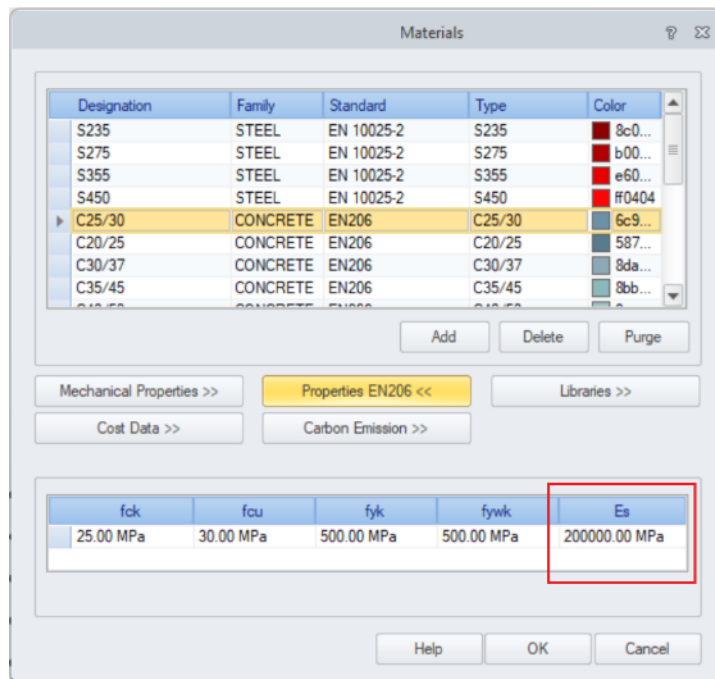 Materials
Designation Family Standard Type Color
S235 STEEL EN 10025-2 S235 8c0...
S275 STEEL EN 10025-2 S275 b00...
S355 STEEL EN 10025-2 S355 e60...
S450 STEEL EN 10025-2 S450 ff0404
C25/30 CONCRETE EN206 C25/30 6c9...
C20/25 CONCRETE EN206 C20/25 587...
C30/37 CONCRETE EN206 C30/37 8da...
C35/45 CONCRETE EN206 C35/45 8bb...
Add Delete Purge
Mechanical Properties >> Properties EN206 << Libraries >>
Cost Data >> Carbon Emission >>
fck fcu fyk fywk Es
25.00 MPa 30.00 MPa 500.00 MPa 500.00 MPa 200000.00 MPa
Help OK Cancel